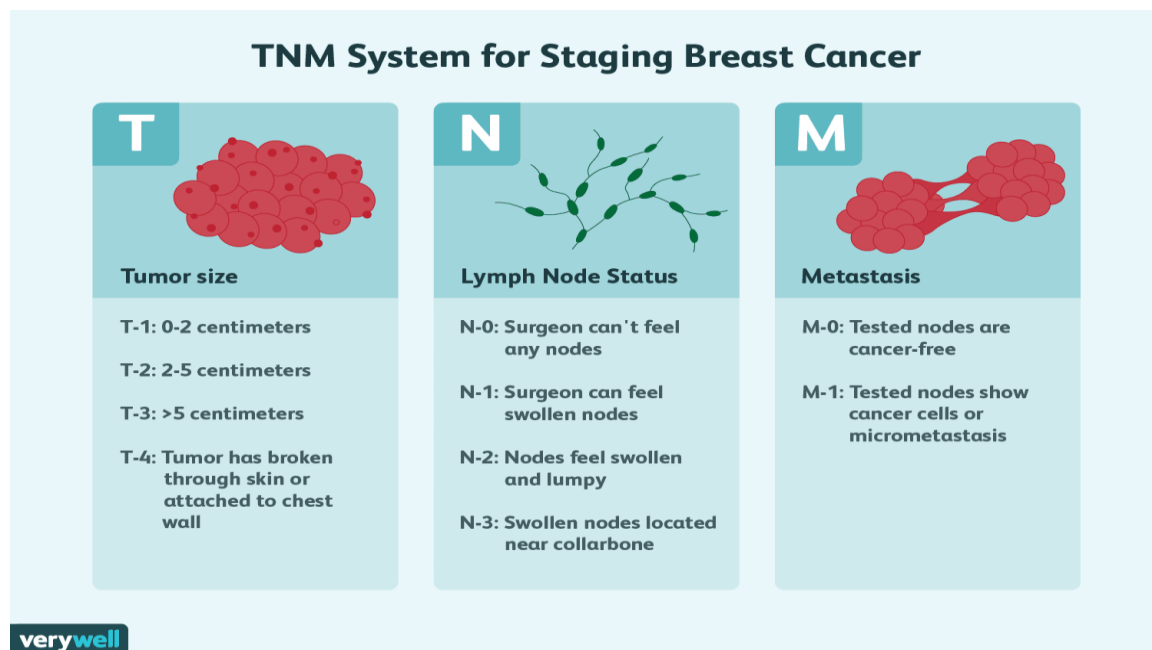 TNM System for Staging Breast Cancer
T
Tumor size
T-1: 0-2 centimeters
T-2: 2-5 centimeters
T-3: >5 centimeters
T-4: Tumor has broken
through skin or
attached to chest
wall
N
Lymph Node Status
N-0: Surgeon can't feel
any nodes
N-1: Surgeon can feel
swollen nodes
N-2: Nodes feel swollen
and lumpy
N-3: Swollen nodes located
near collarbone
M
Metastasis
M-0: Tested nodes are
cancer-free
M-1: Tested nodes show
cancer cells or
micrometastasis
verywell